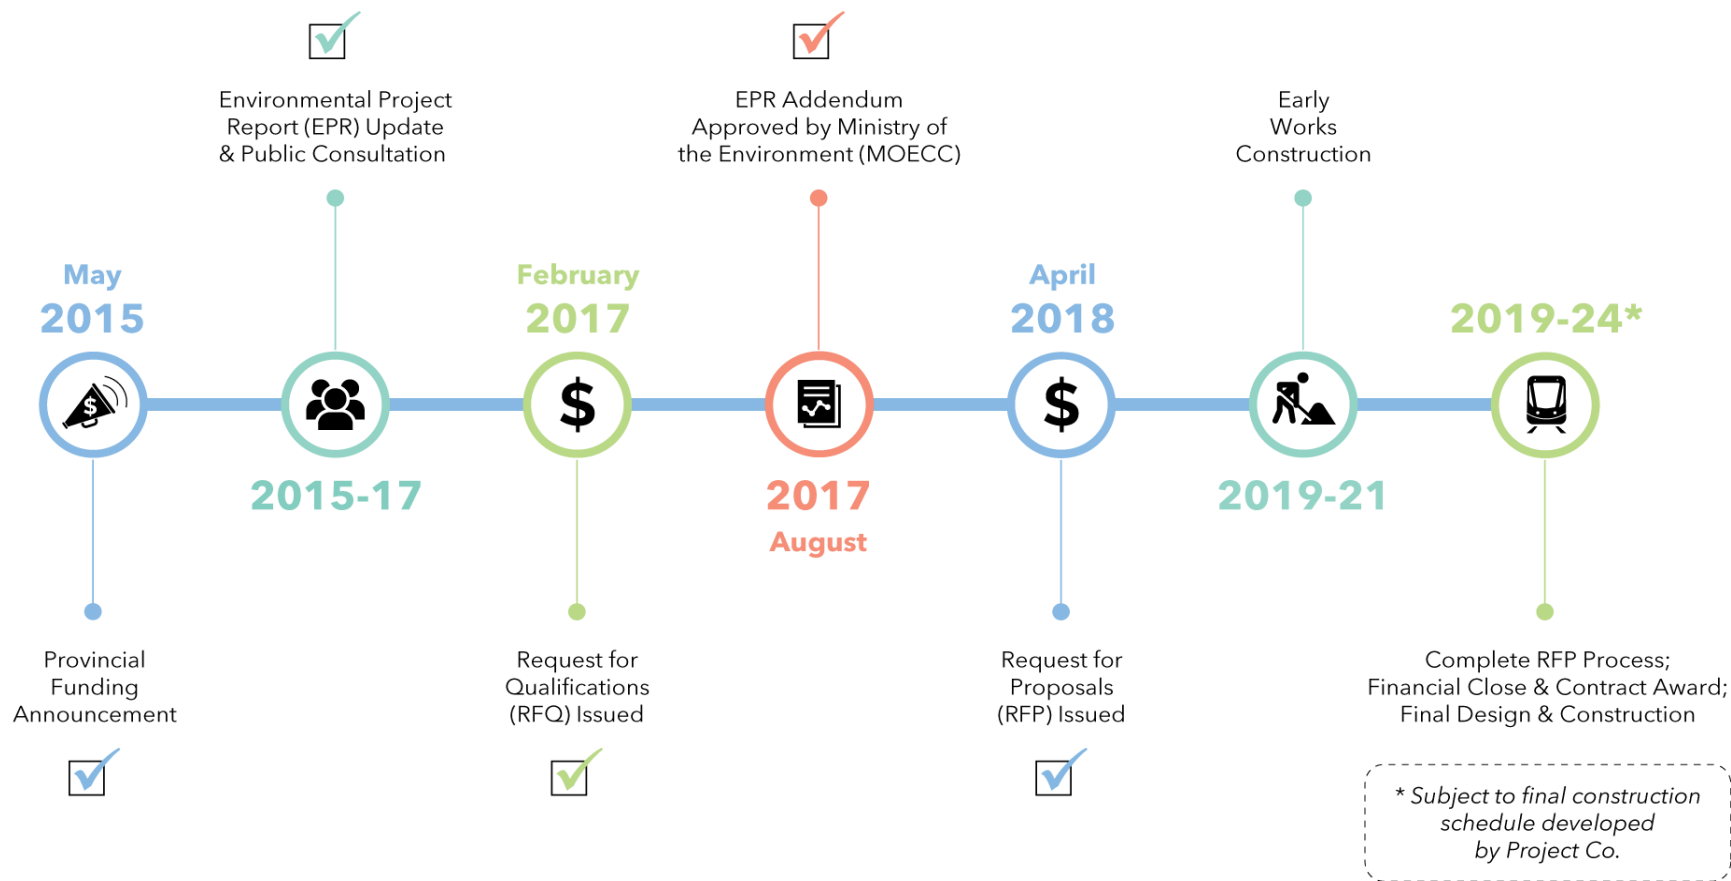 May
2015
Provincial
Funding
Announcement
Environmental Project
Report (EPR) Update
& Public Consultation
2015-17
February
2017
$
Request for
Qualifications
(RFQ) Issued
EPR Addendum
Approved by Ministry of
the Environment (MOECC)
2017
August
April
2018
$
Request for
Proposals
(RFP) Issued
Early
Works
Construction
2019-21
2019-24*
Complete RFP Process;
Financial Close & Contract Award;
Final Design & Construction
* Subject to final construction
schedule developed
by Project Co.